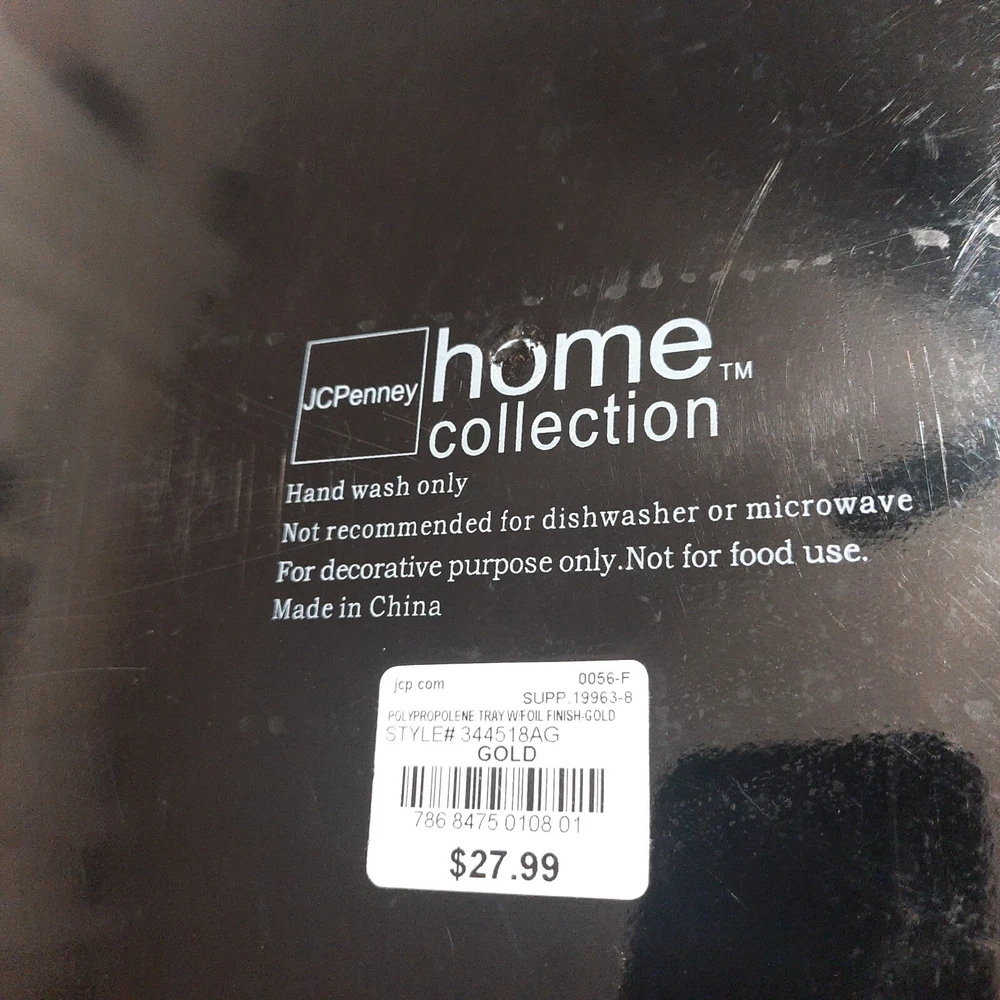 JCPenney
home TM
collection
Hand wash only
Not recommended for dishwasher or microwave
For decorative purpose only.Not for food use.
Made in China
jcp.com 0056-F
SUPP.19963-8
POLYPROPOLENE TRAY W/FOIL FINISH-GOLD
STYLE# 344518AG
GOLD
786 8475 0108 01
$27.99